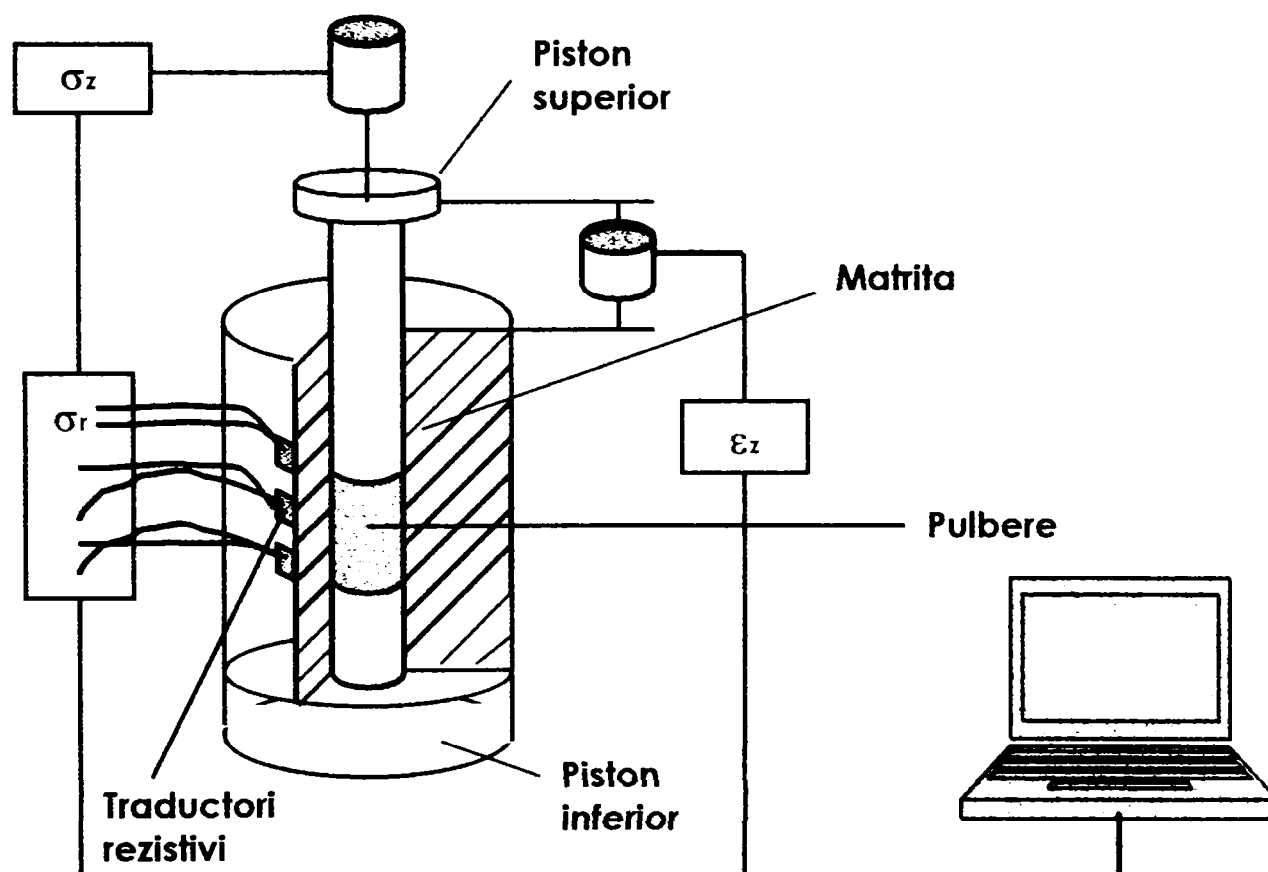 σz
Piston
superior
Matrita
σr
εz
Pulbere
Traductori
rezistivi
Piston
inferior